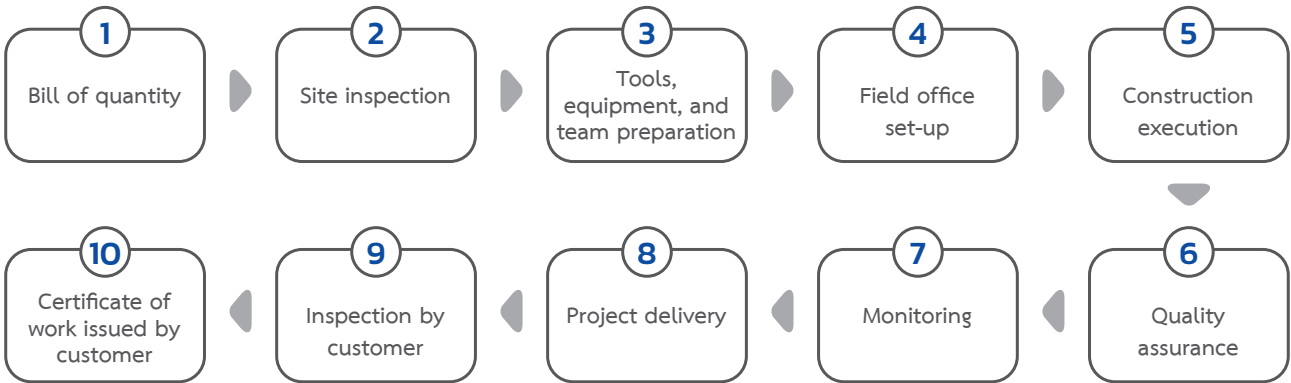 1
Bill of quantity
2
Site inspection
3
Tools,
equipment, and
team preparation
4
Field office
set-up
5
Construction
execution
6
Quality
assurance
7
Monitoring
8
Project delivery
9
Inspection by
customer
10
Certificate of
work issued by
customer